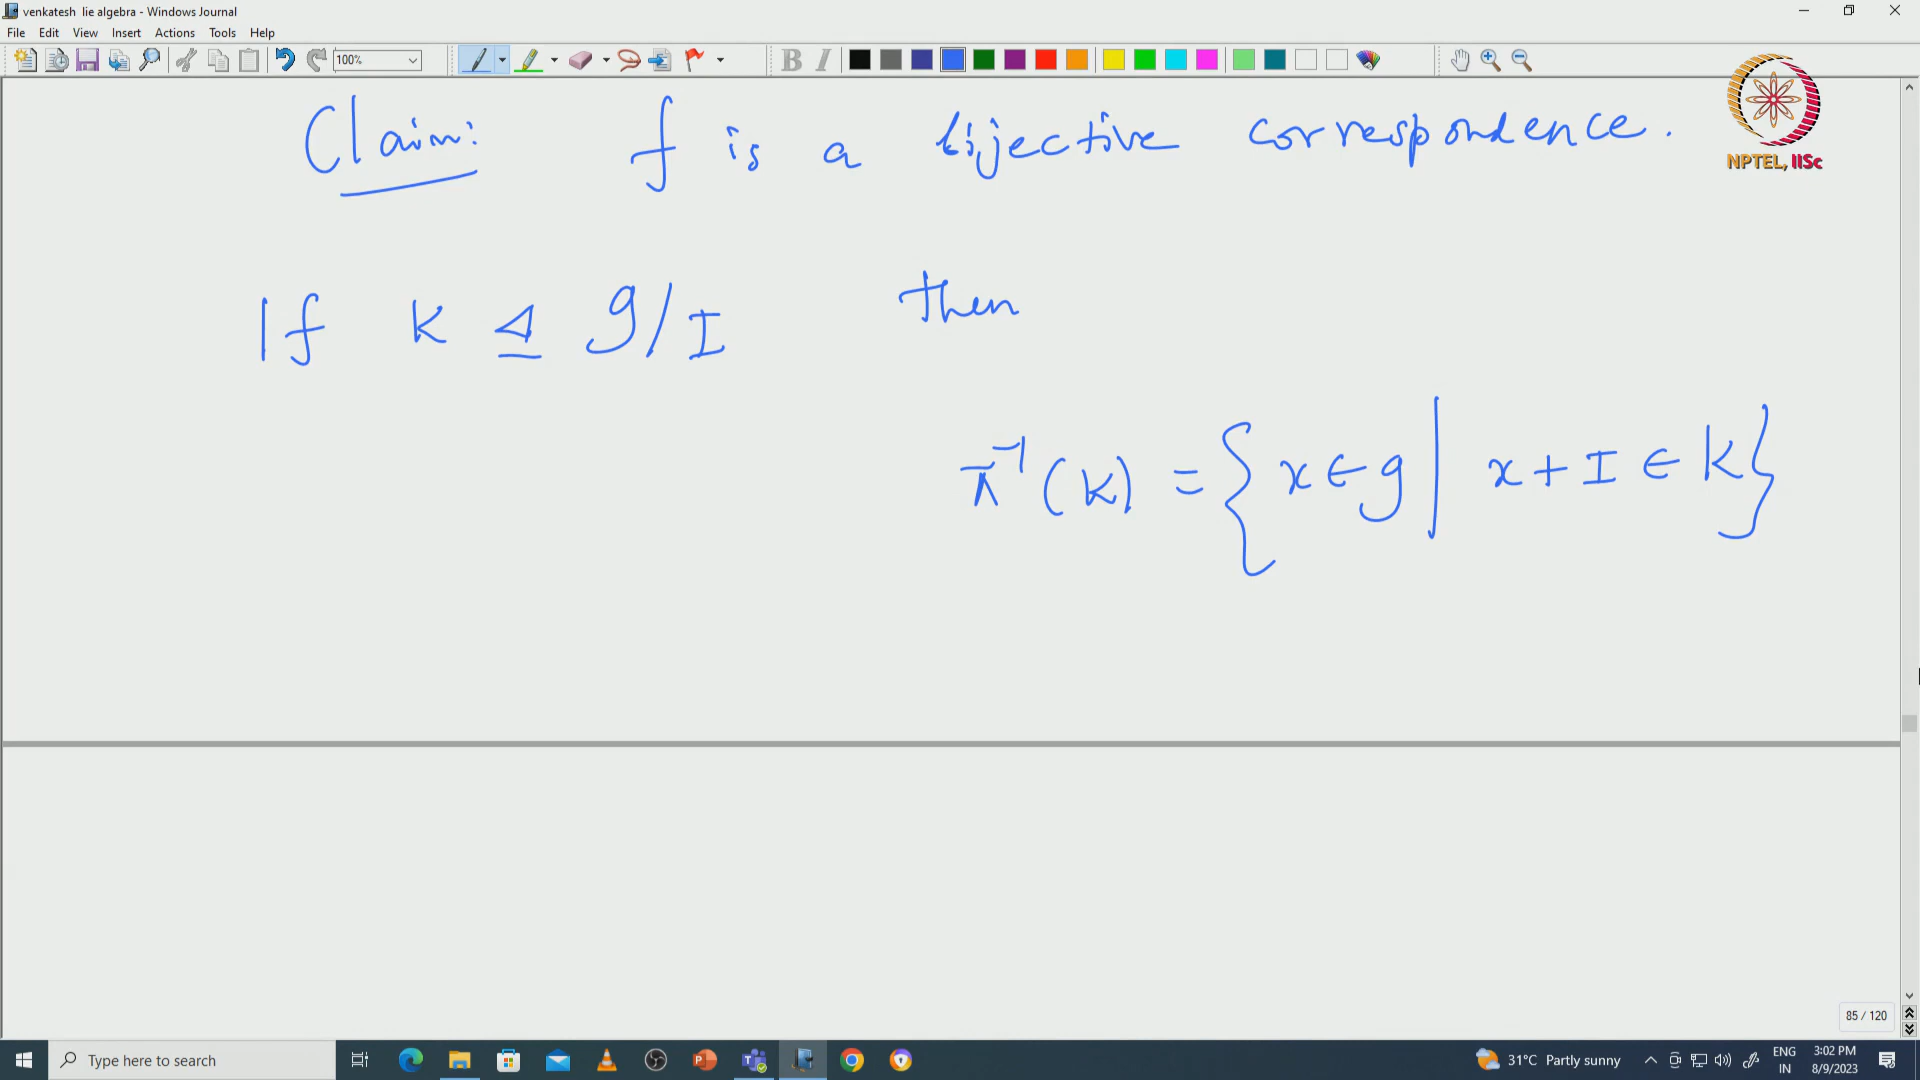 venkatesh lie algebra - Windows Journal
File Edit View Insert Actions Tools Help
100%
B I
NPTEL, IISc
Claim: f is a bijective correspondence.
If K ⊴ g/I then
π⁻¹(K) = { x ∈ g | x + I ∈ K }
85 / 120
Type here to search
31°C Partly sunny
ENG
IN
3:02 PM
8/9/2023